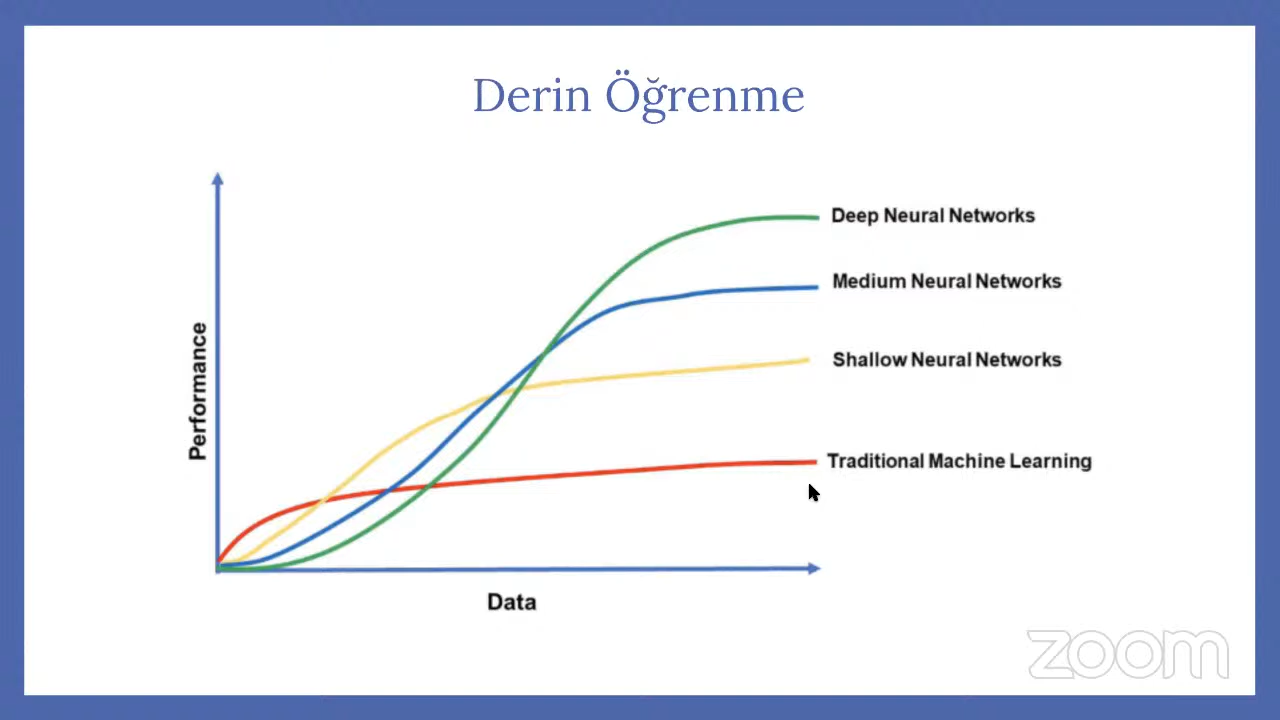 Derin Öğrenme
Deep Neural Networks
Medium Neural Networks
Shallow Neural Networks
Traditional Machine Learning
Performance
Data
zoom